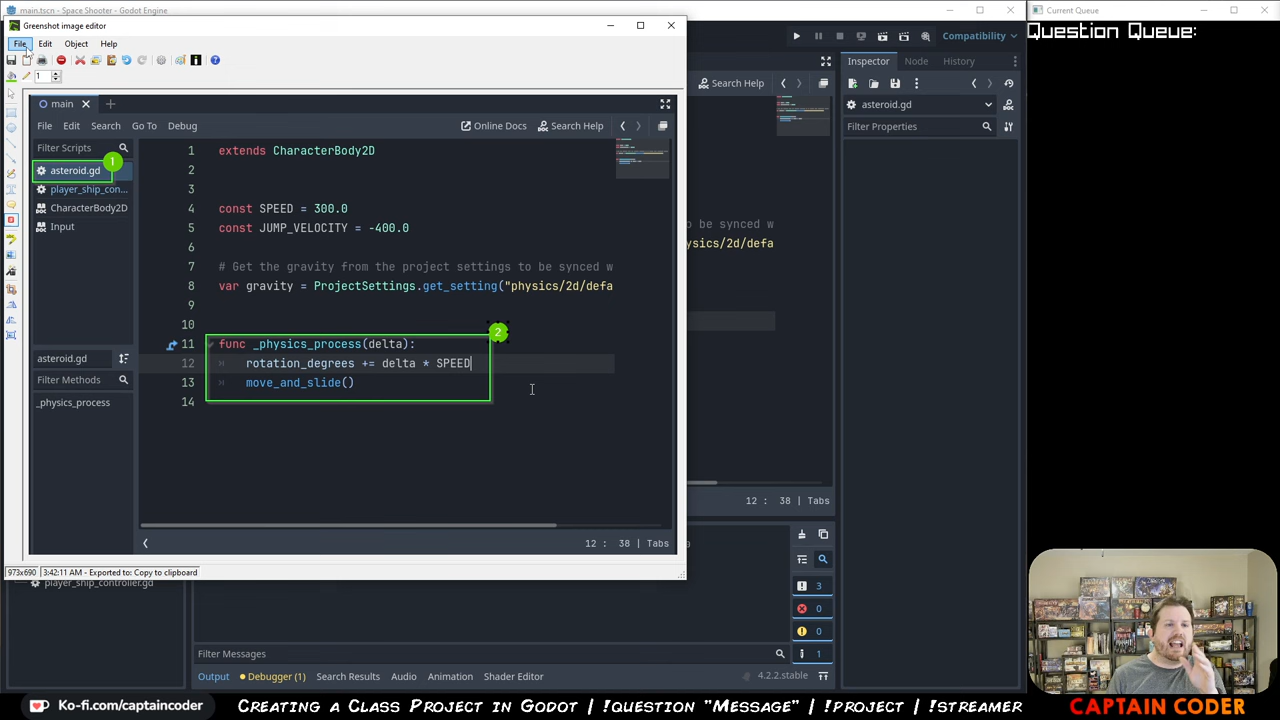 main.tscn - Space Shooter - Godot Engine
Greenshot image editor
File Edit Object Help
1
main
File Edit Search Go To Debug
Online Docs Search Help
Filter Scripts
asteroid.gd
1
player_ship_con...
CharacterBody2D
Input
asteroid.gd
Filter Methods
_physics_process
1 extends CharacterBody2D
2
3
4 const SPEED = 300.0
5 const JUMP_VELOCITY = -400.0
6
7 # Get the gravity from the project settings to be synced w
8 var gravity = ProjectSettings.get_setting("physics/2d/defa
9
10
2
11 func _physics_process(delta):
12 rotation_degrees += delta * SPEED
13 move_and_slide()
14
12 : 38 | Tabs
973x690 3:42:11 AM - Exported to: Copy to clipboard
player_ship_controller.gd
Compatibility
Search Help
to be synced w
ysics/2d/defa
12 : 38 | Tabs
3
0
0
1
Filter Messages
Output Debugger (1) Search Results Audio Animation Shader Editor
4.2.2.stable
Inspector Node History
asteroid.gd
Filter Properties
Current Queue
Question Queue:
Ko-fi.com/captaincoder
Creating a Class Project in Godot | !question "Message" | !project | !streamer
CAPTAIN CODER